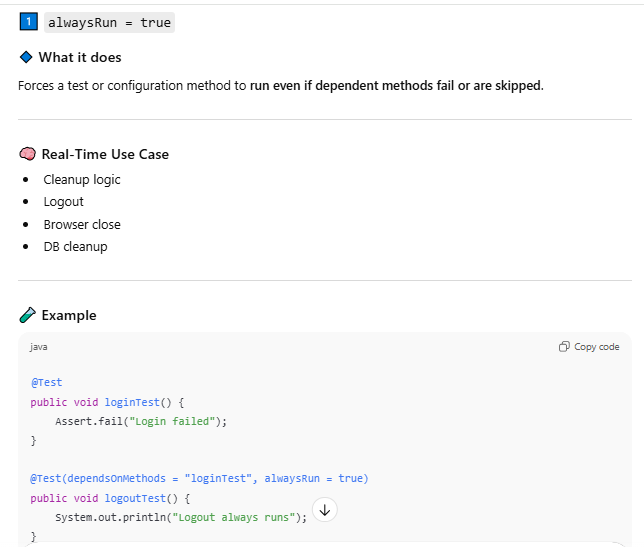 1 alwaysRun = true
What it does
Forces a test or configuration method to run even if dependent methods fail or are skipped.
Real-Time Use Case
Cleanup logic
Logout
Browser close
DB cleanup
Example
java
Copy code
@Test
public void loginTest() {
    Assert.fail("Login failed");
}
@Test(dependsOnMethods = "loginTest", alwaysRun = true)
public void logoutTest() {
    System.out.println("Logout always runs");
}